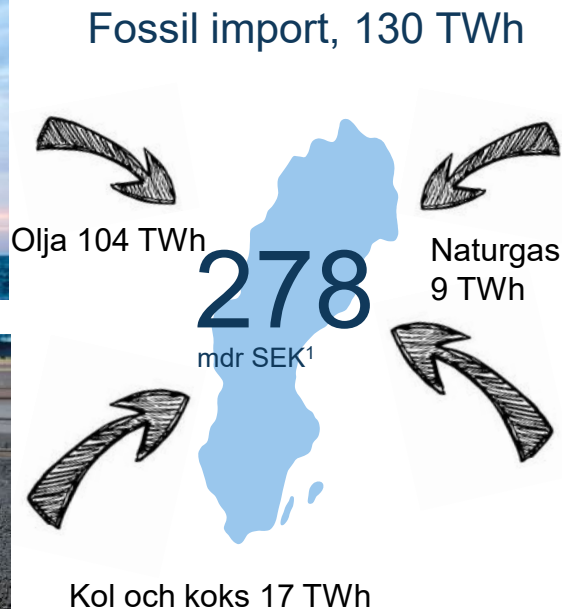 Fossil import, 130 TWh
Olja 104 TWh
Naturgas
9 TWh
278
mdr SEK¹
Kol och koks 17 TWh